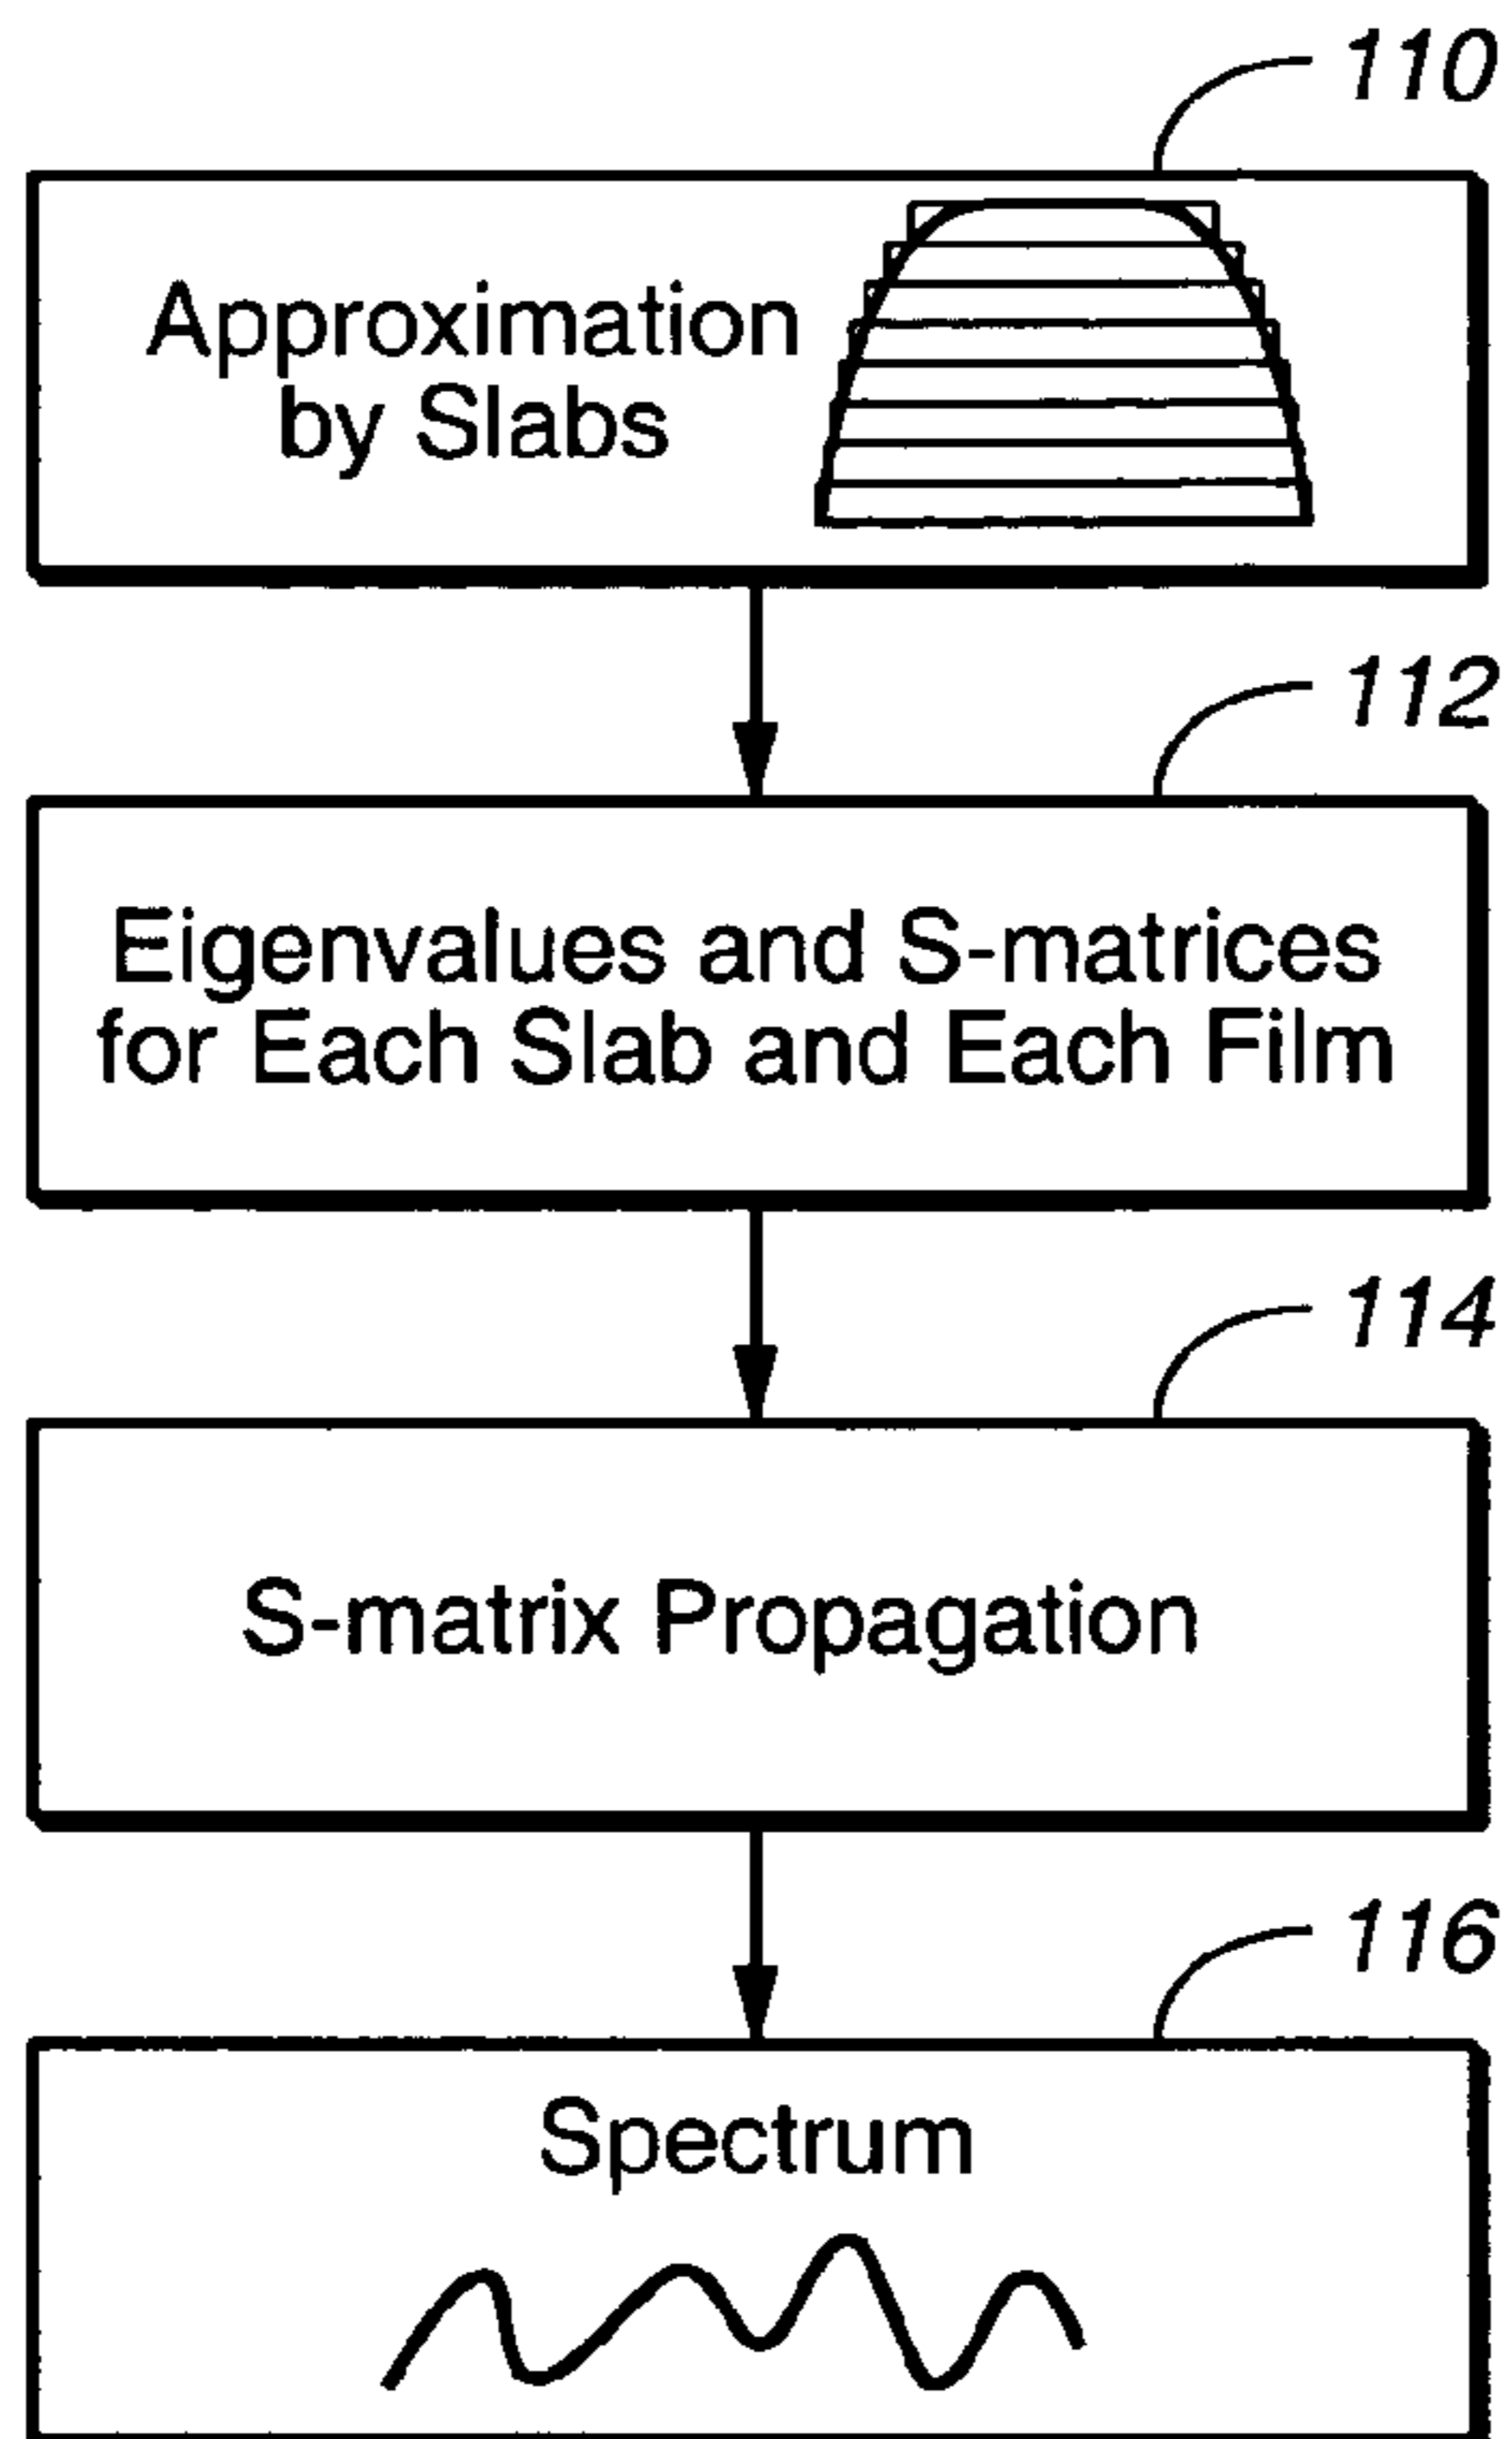 110
Approximation
by Slabs
112
Eigenvalues and S-matrices
for Each Slab and Each Film
114
S-matrix Propagation
116
Spectrum